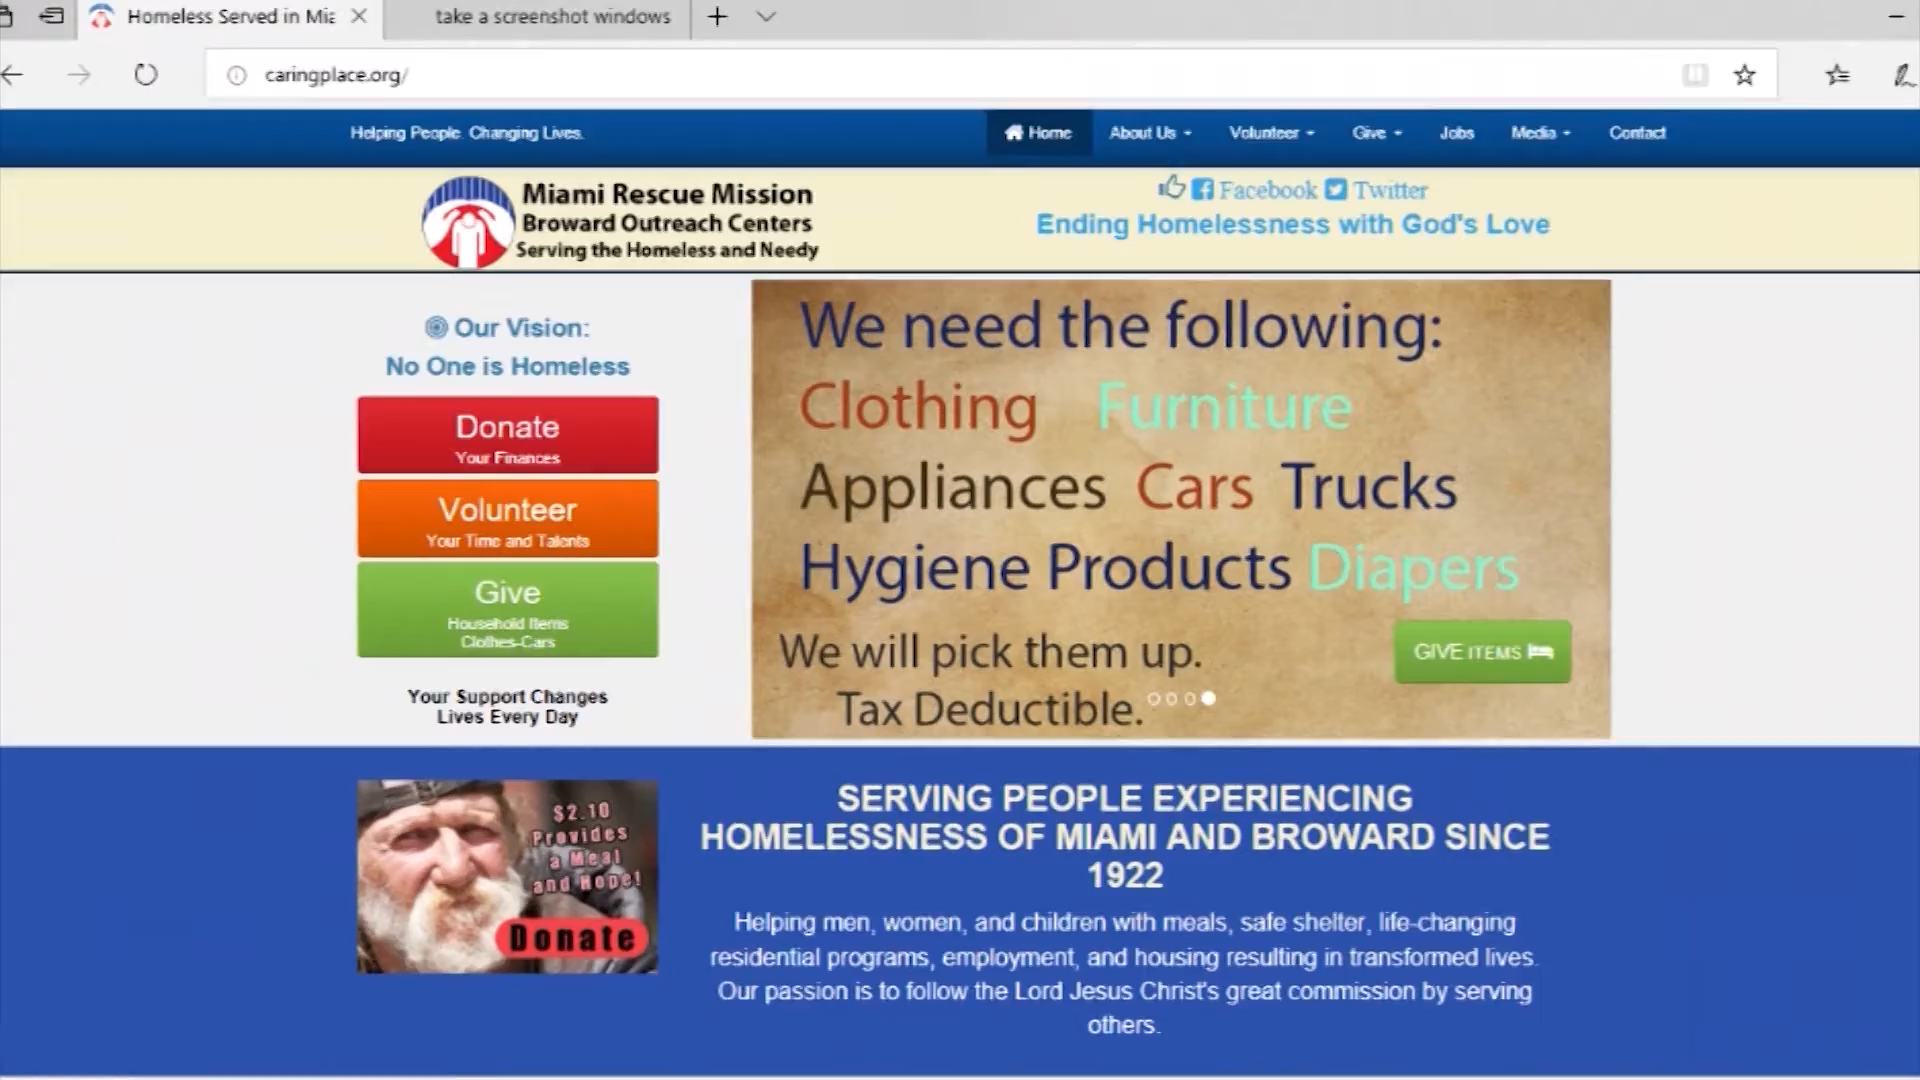 Homeless Served in Mia
take a screenshot windows
caringplace.org/
Helping People. Changing Lives.
Home
About Us
Volunteer
Give
Jobs
Media
Contact
Miami Rescue Mission
Broward Outreach Centers
Serving the Homeless and Needy
Facebook Twitter
Ending Homelessness with God's Love
Our Vision:
No One is Homeless
Donate
Your Finances
Volunteer
Your Time and Talents
Give
Household Items
Clothes-Cars
Your Support Changes
Lives Every Day
We need the following:
Clothing Furniture
Appliances Cars Trucks
Hygiene Products Diapers
We will pick them up.
Tax Deductible.
GIVE ITEMS
$2.10
Provides
a Meal
and Hope!
Donate
SERVING PEOPLE EXPERIENCING
HOMELESSNESS OF MIAMI AND BROWARD SINCE
1922
Helping men, women, and children with meals, safe shelter, life-changing
residential programs, employment, and housing resulting in transformed lives.
Our passion is to follow the Lord Jesus Christ's great commission by serving
others.